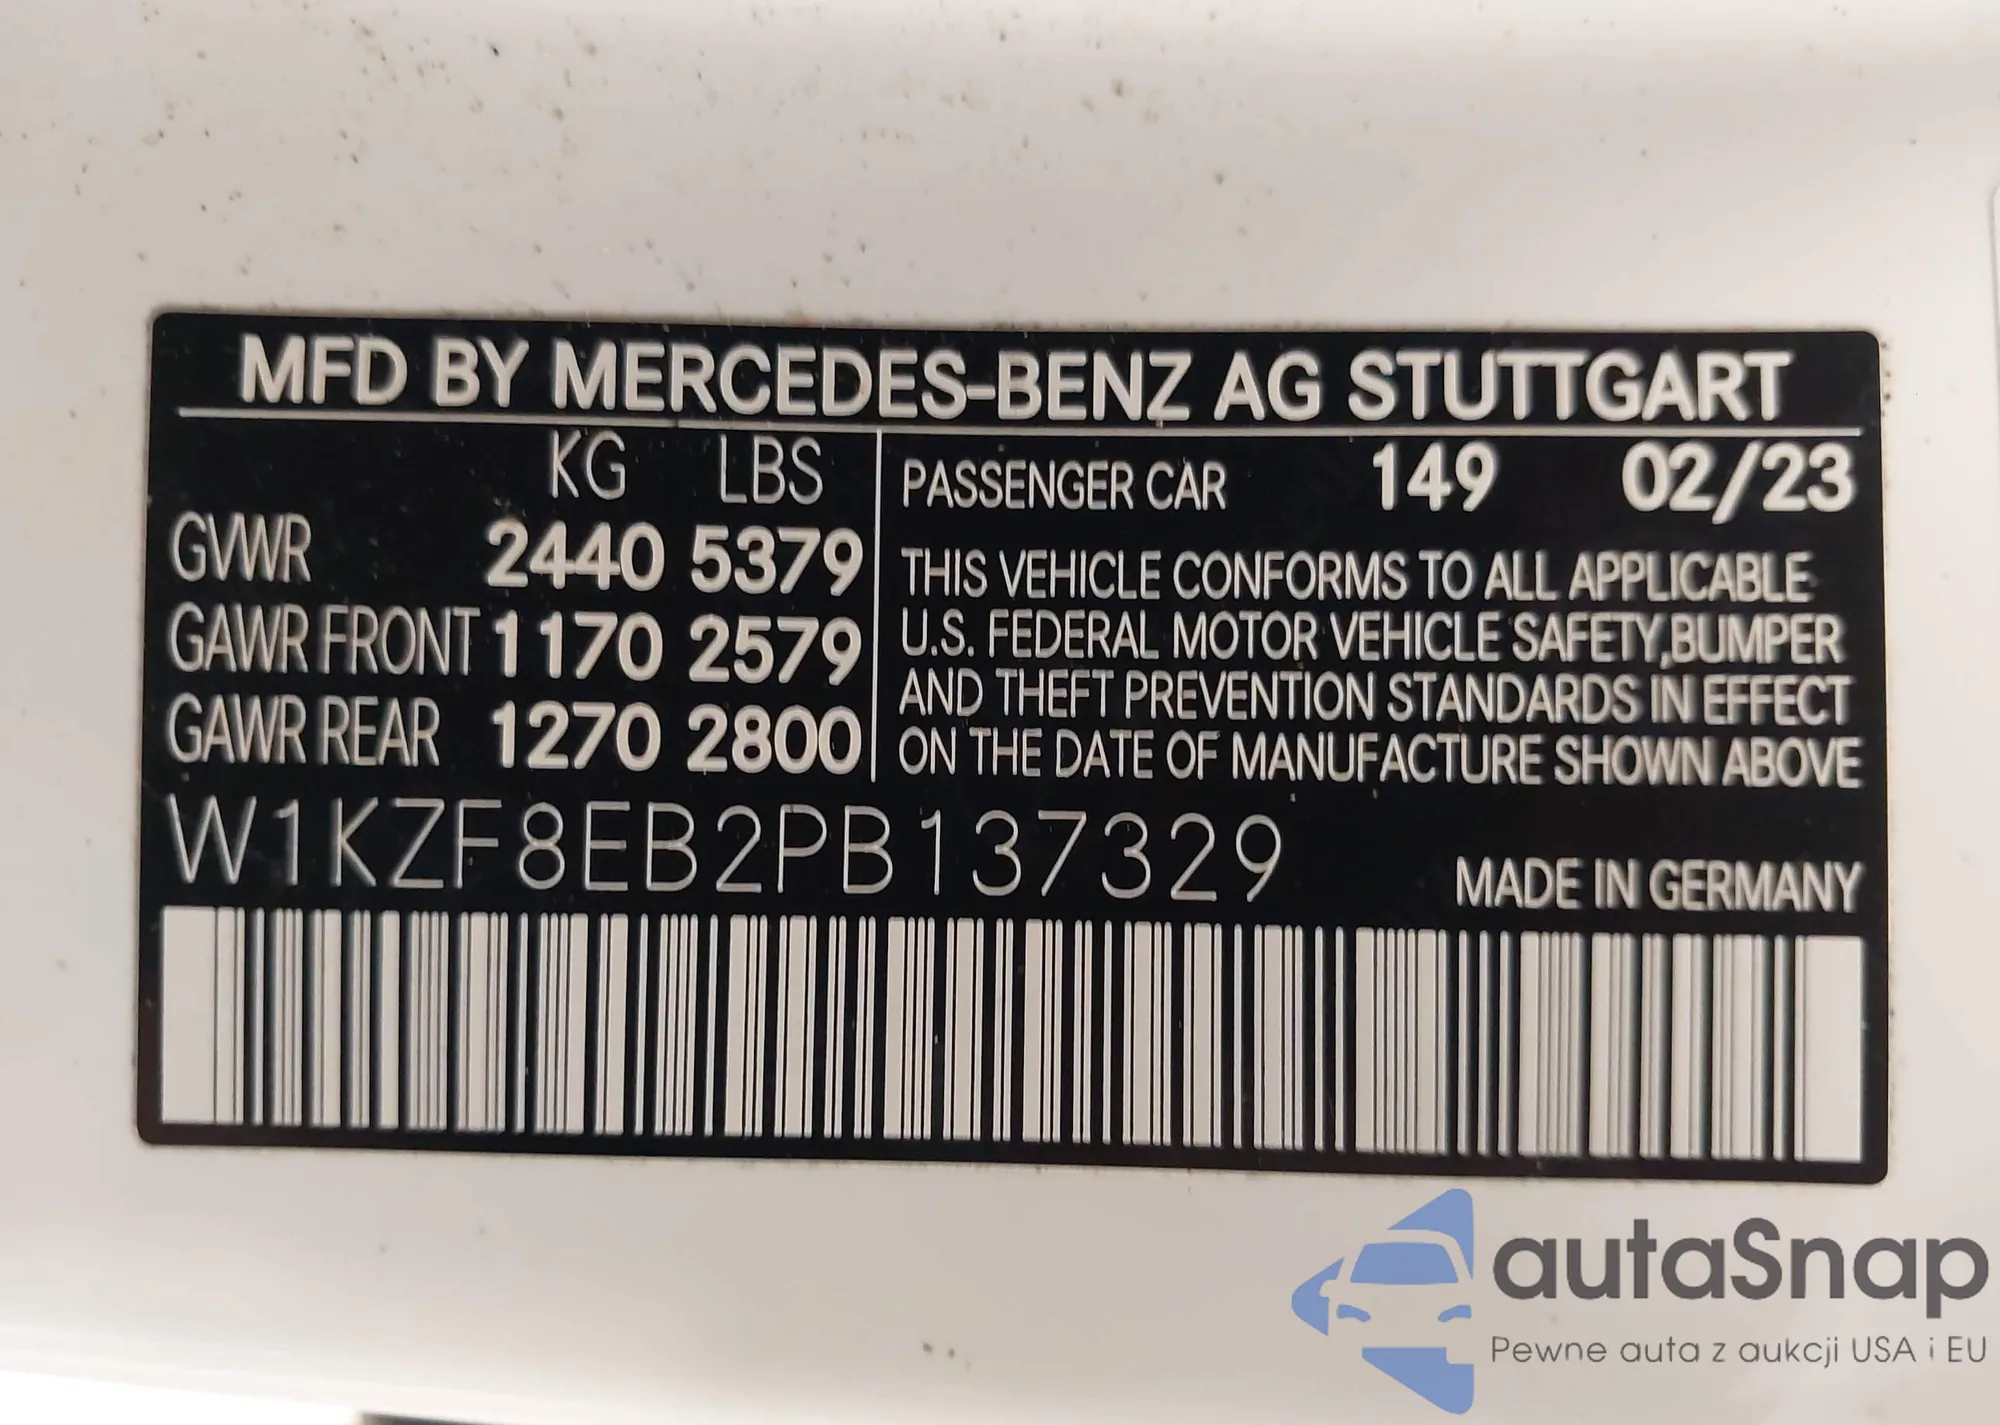 MFD BY MERCEDES-BENZ AG STUTTGART
KG LBS
GVWR 2440 5379
GAWR FRONT 1170 2579
GAWR REAR 1270 2800
PASSENGER CAR 149 02/23
THIS VEHICLE CONFORMS TO ALL APPLICABLE
U.S. FEDERAL MOTOR VEHICLE SAFETY,BUMPER
AND THEFT PREVENTION STANDARDS IN EFFECT
ON THE DATE OF MANUFACTURE SHOWN ABOVE
W1KZF8EB2PB137329
MADE IN GERMANY
autaSnap
Pewne auta z aukcji USA i EU